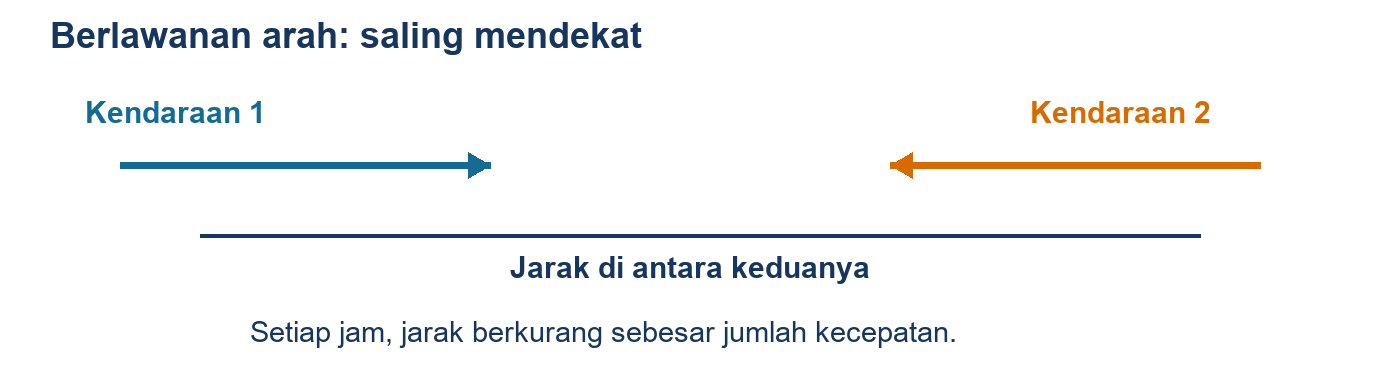 Berlawanan arah: saling mendekat
Kendaraan 1
Kendaraan 2
Jarak di antara keduanya
Setiap jam, jarak berkurang sebesar jumlah kecepatan.